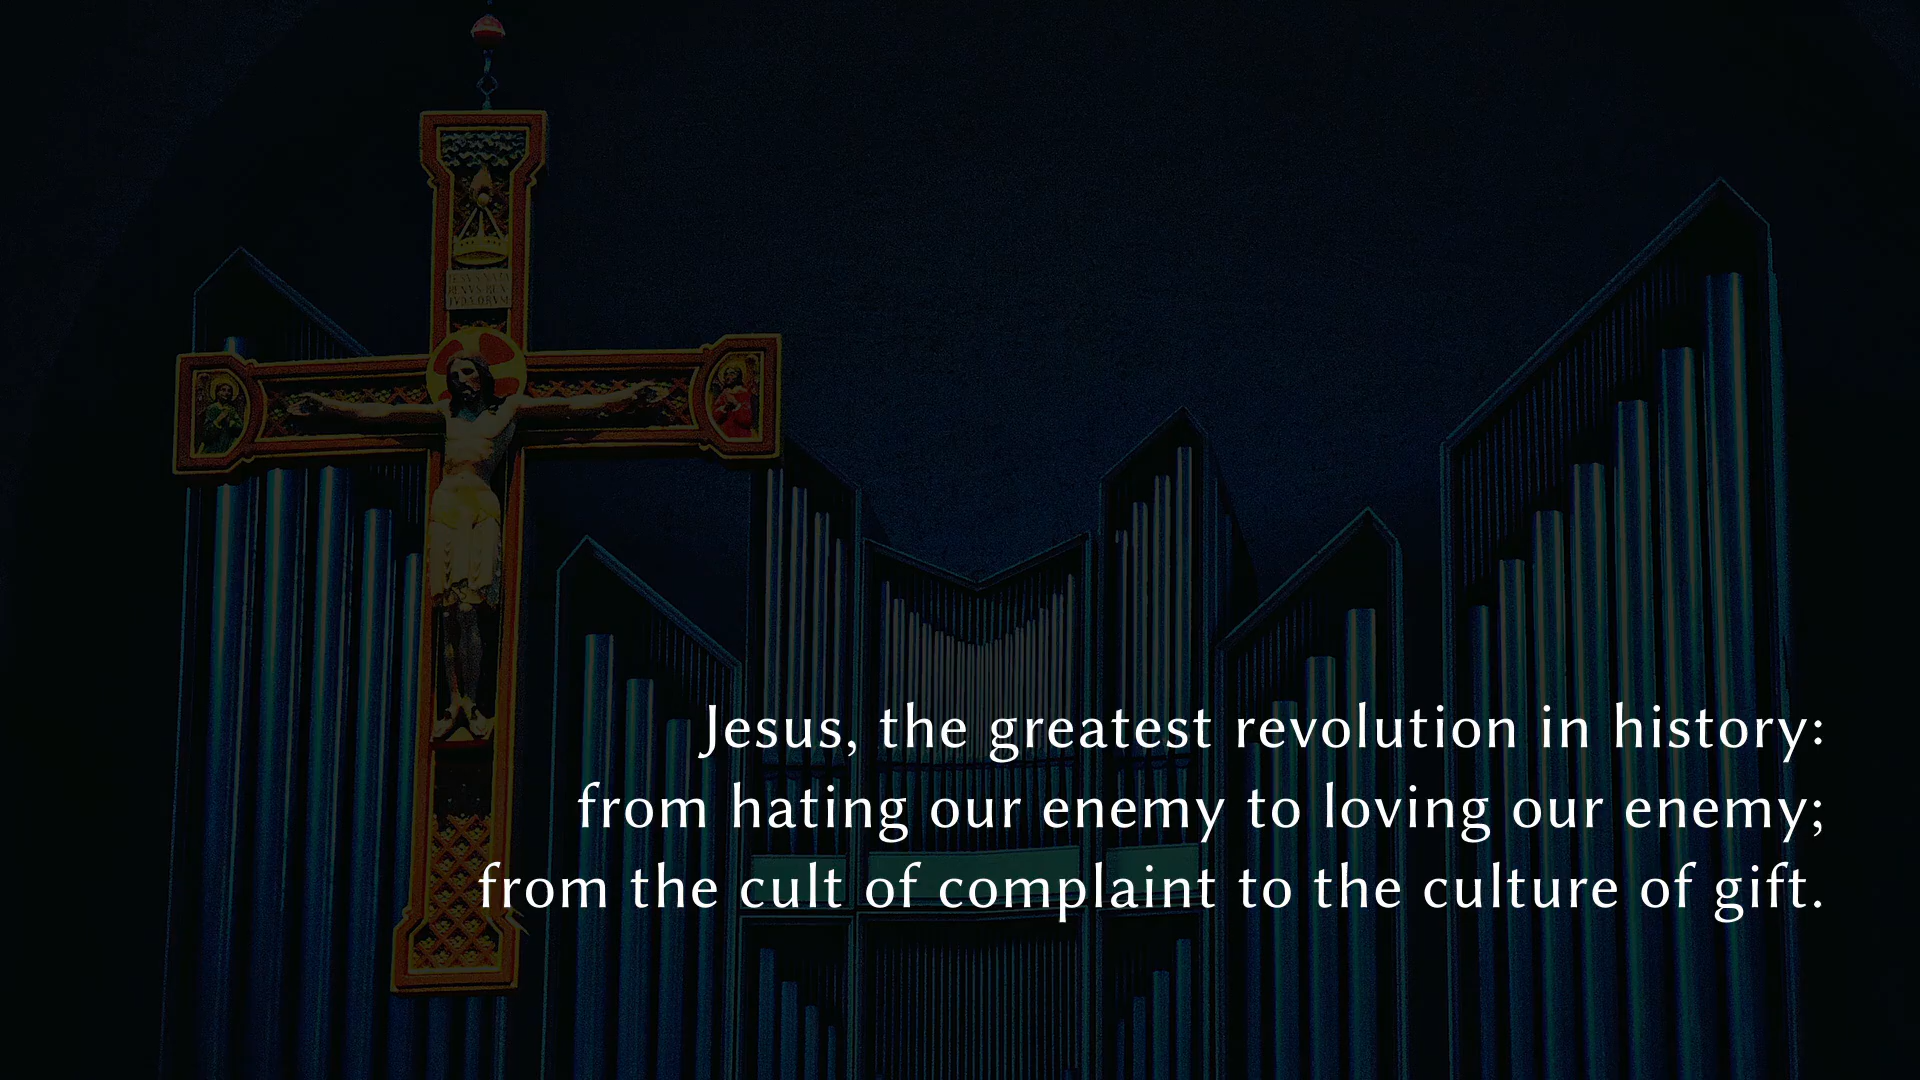 Jesus, the greatest revolution in history:
from hating our enemy to loving our enemy;
from the cult of complaint to the culture of gift.